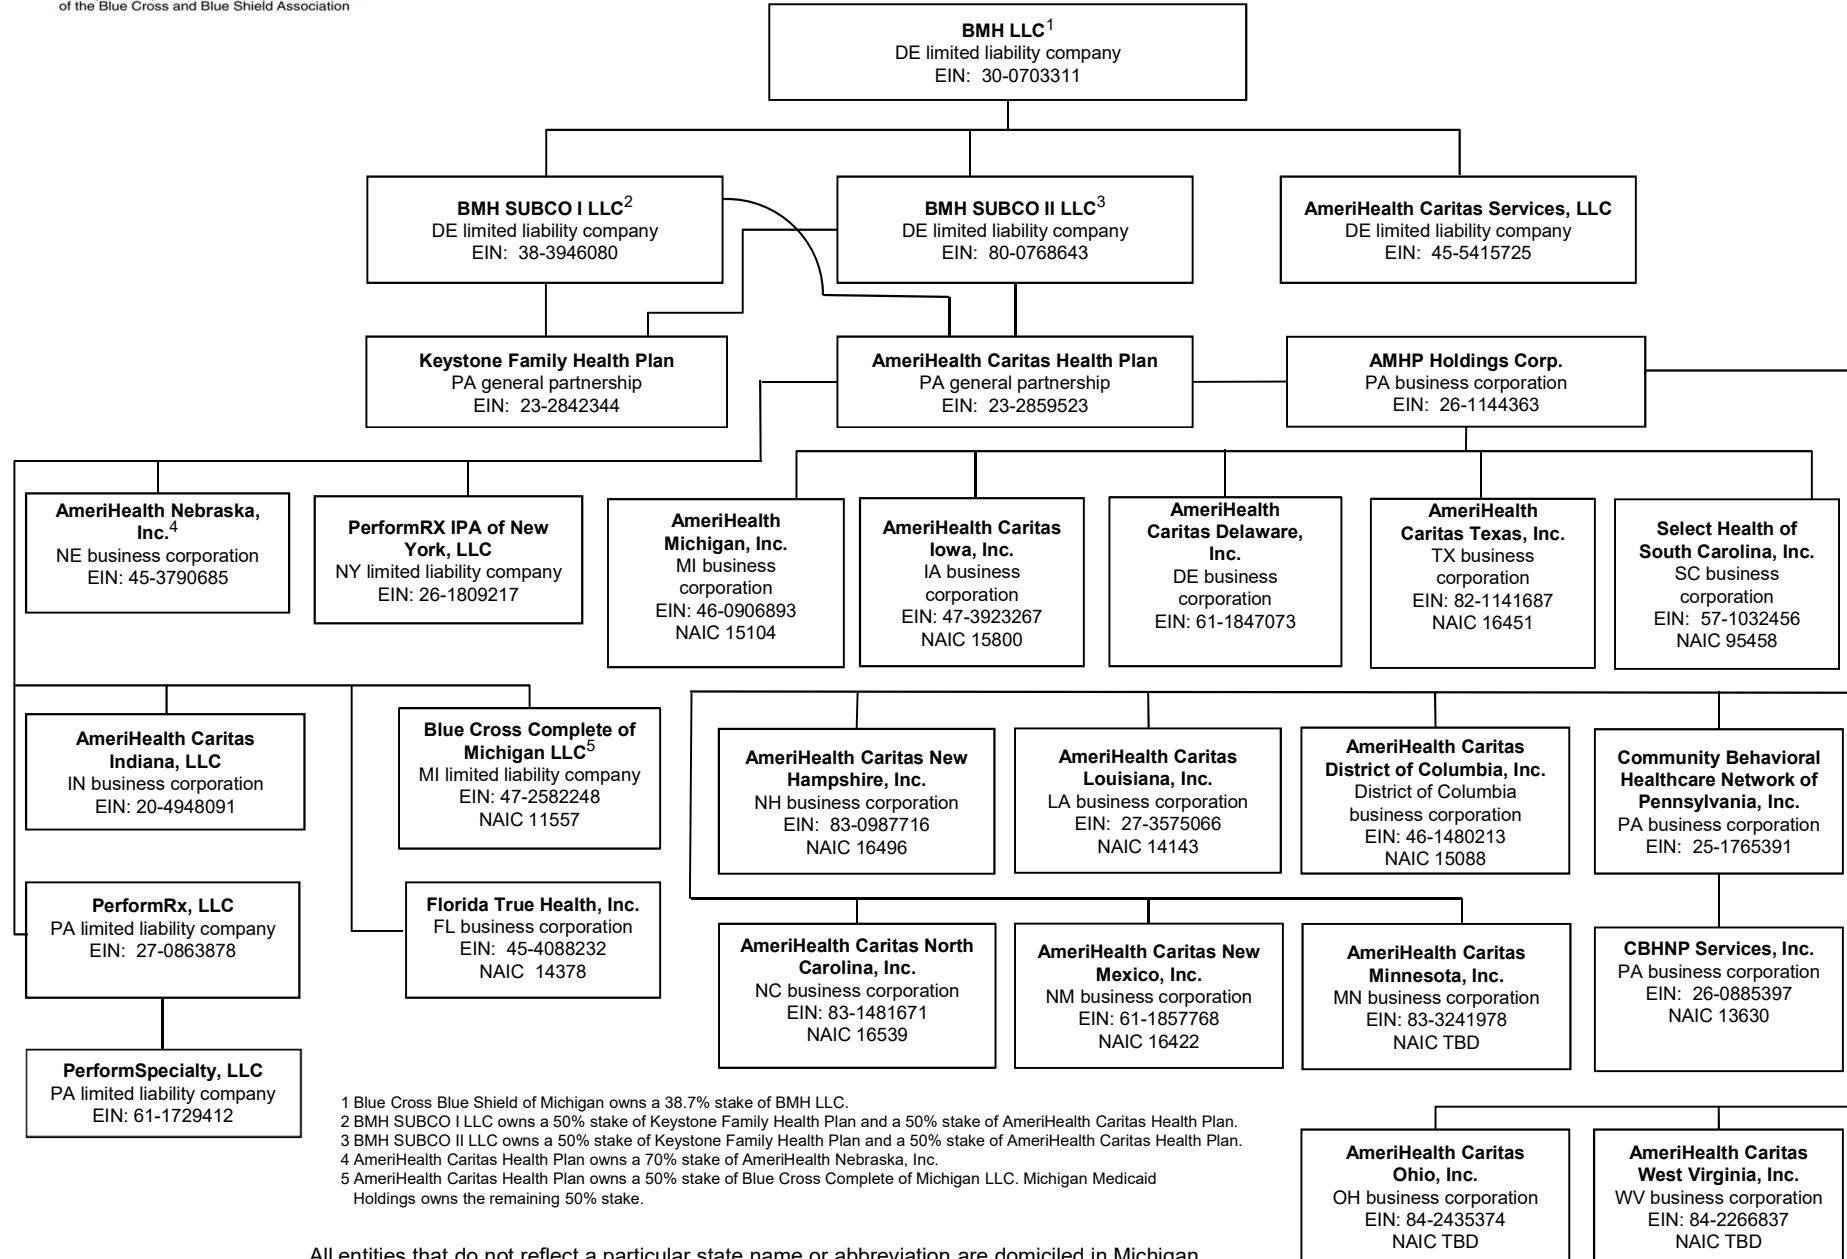 of the Blue Cross and Blue Shield Association
BMH LLC1
DE limited liability company
EIN: 30-0703311
BMH SUBCO I LLC2
DE limited liability company
EIN: 38-3946080
BMH SUBCO II LLC3
DE limited liability company
EIN: 80-0768643
AmeriHealth Caritas Services, LLC
DE limited liability company
EIN: 45-5415725
Keystone Family Health Plan
PA general partnership
EIN: 23-2842344
AmeriHealth Caritas Health Plan
PA general partnership
EIN: 23-2859523
AMHP Holdings Corp.
PA business corporation
EIN: 26-1144363
AmeriHealth Nebraska,
Inc.4
NE business corporation
EIN: 45-3790685
PerformRX IPA of New
York, LLC
NY limited liability company
EIN: 26-1809217
AmeriHealth
Michigan, Inc.
MI business
corporation
EIN: 46-0906893
NAIC 15104
AmeriHealth Caritas
Iowa, Inc.
IA business
corporation
EIN: 47-3923267
NAIC 15800
AmeriHealth
Caritas Delaware,
Inc.
DE business
corporation
EIN: 61-1847073
AmeriHealth
Caritas Texas, Inc.
TX business
corporation
EIN: 82-1141687
NAIC 16451
Select Health of
South Carolina, Inc.
SC business
corporation
EIN: 57-1032456
NAIC 95458
AmeriHealth Caritas
Indiana, LLC
IN business corporation
EIN: 20-4948091
Blue Cross Complete of
Michigan LLC5
MI limited liability company
EIN: 47-2582248
NAIC 11557
AmeriHealth Caritas New
Hampshire, Inc.
NH business corporation
EIN: 83-0987716
NAIC 16496
AmeriHealth Caritas
Louisiana, Inc.
LA business corporation
EIN: 27-3575066
NAIC 14143
AmeriHealth Caritas
District of Columbia, Inc.
District of Columbia
business corporation
EIN: 46-1480213
NAIC 15088
Community Behavioral
Healthcare Network of
Pennsylvania, Inc.
PA business corporation
EIN: 25-1765391
PerformRx, LLC
PA limited liability company
EIN: 27-0863878
Florida True Health, Inc.
FL business corporation
EIN: 45-4088232
NAIC 14378
AmeriHealth Caritas North
Carolina, Inc.
NC business corporation
EIN: 83-1481671
NAIC 16539
AmeriHealth Caritas New
Mexico, Inc.
NM business corporation
EIN: 61-1857768
NAIC 16422
AmeriHealth Caritas
Minnesota, Inc.
MN business corporation
EIN: 83-3241978
NAIC TBD
CBHNP Services, Inc.
PA business corporation
EIN: 26-0885397
NAIC 13630
PerformSpecialty, LLC
PA limited liability company
EIN: 61-1729412
1 Blue Cross Blue Shield of Michigan owns a 38.7% stake of BMH LLC.
2 BMH SUBCO I LLC owns a 50% stake of Keystone Family Health Plan and a 50% stake of AmeriHealth Caritas Health Plan.
3 BMH SUBCO II LLC owns a 50% stake of Keystone Family Health Plan and a 50% stake of AmeriHealth Caritas Health Plan.
4 AmeriHealth Caritas Health Plan owns a 70% stake of AmeriHealth Nebraska, Inc.
5 AmeriHealth Caritas Health Plan owns a 50% stake of Blue Cross Complete of Michigan LLC. Michigan Medicaid
Holdings owns the remaining 50% stake.
AmeriHealth Caritas
Ohio, Inc.
OH business corporation
EIN: 84-2435374
NAIC TBD
AmeriHealth Caritas
West Virginia, Inc.
WV business corporation
EIN: 84-2266837
NAIC TBD
All entities that do not reflect a particular state name or abbreviation are domiciled in Michigan